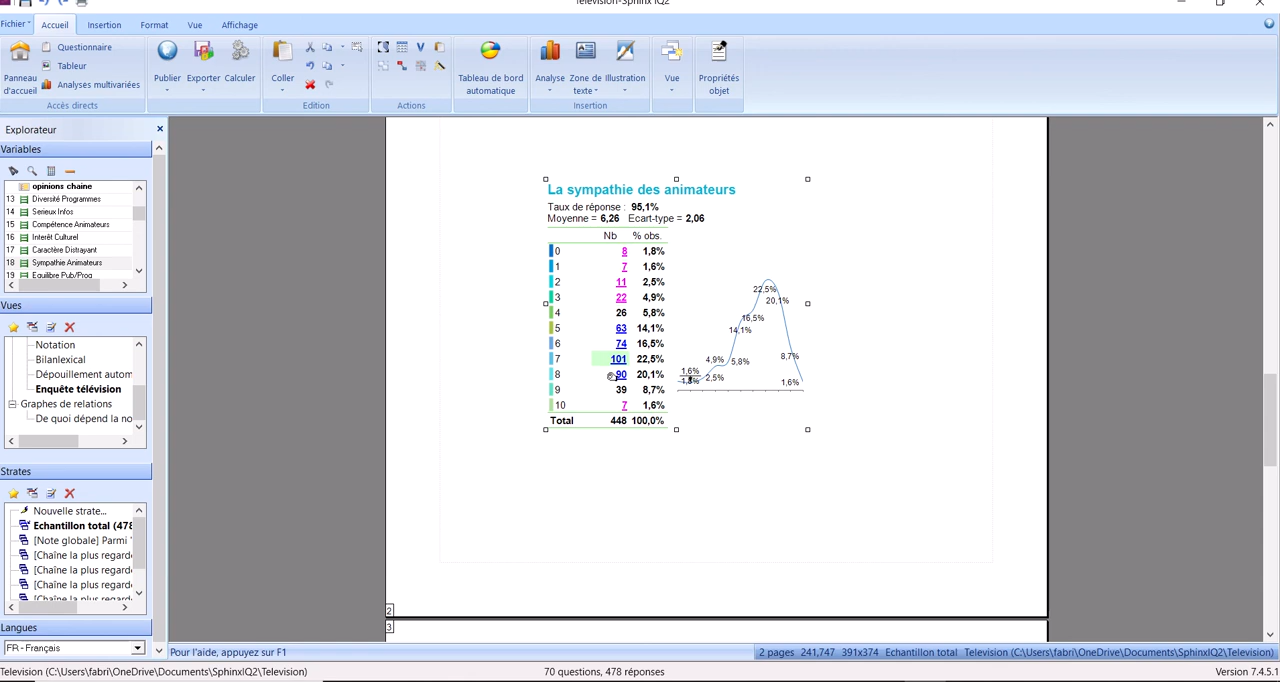 Television-Sphinx IQ2
Fichier
Accueil
Insertion
Format
Vue
Affichage
Questionnaire
Tableur
Analyses multivariées
Panneau
d'accueil
Accès directs
Publier
Exporter
Calculer
Coller
Edition
Actions
Tableau de bord
automatique
Analyse
Zone de
texte
Illustration
Insertion
Vue
Propriétés
objet
Explorateur
Variables
opinions chaine
13 Diversité Programmes
14 Serieux Infos
15 Compétence Animateurs
16 Interêt Culturel
17 Caractère Distrayant
18 Sympathie Animateurs
19 Equilibre Pub/Prog
Vues
Notation
Bilanlexical
Dépouillement autom
Enquête télévision
Graphes de relations
De quoi dépend la no
Strates
Nouvelle strate...
Echantillon total (478
[Note globale] Parmi "
[Chaîne la plus regarde
[Chaîne la plus regarde
[Chaîne la plus regarde
[Chaîne la plus regarde
Langues
FR - Français
La sympathie des animateurs
Taux de réponse : 95,1%
Moyenne = 6,26 Ecart-type = 2,06
Nb % obs.
0 8 1,8%
1 7 1,6%
2 11 2,5%
3 22 4,9%
4 26 5,8%
5 63 14,1%
6 74 16,5%
7 101 22,5%
8 90 20,1%
9 39 8,7%
10 7 1,6%
Total 448 100,0%
22,5%
20,1%
16,5%
14,1%
4,9%
5,8%
8,7%
1,6%
1,8%
2,5%
1,6%
2
3
Pour l'aide, appuyez sur F1
2 pages 241,747 391x374 Echantillon total Television (C:\Users\fabri\OneDrive\Documents\SphinxIQ2\Television)
Television (C:\Users\fabri\OneDrive\Documents\SphinxIQ2\Television)
70 questions, 478 réponses
Version 7.4.5.1